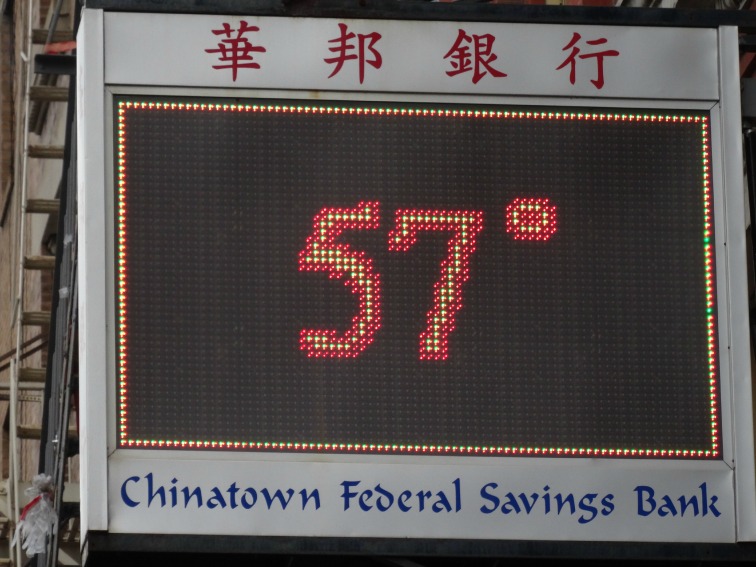 華邦銀行
57°
Chinatown Federal Savings Bank